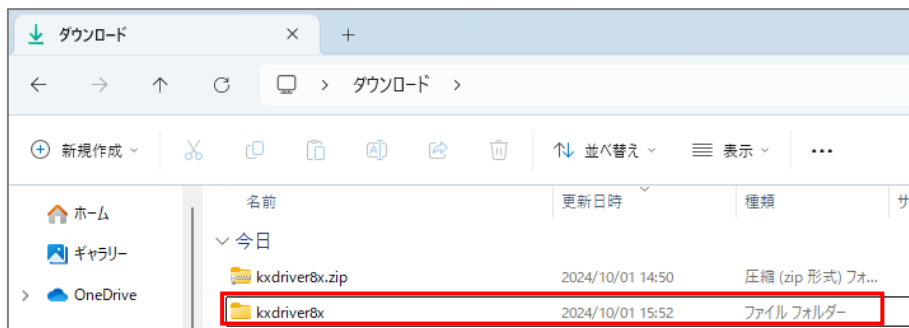 ダウンロード
ダウンロード
新規作成
並べ替え
表示
名前
更新日時
種類
サ
ホーム
今日
ギャラリー
kxdriver8x.zip 2024/10/01 14:50 圧縮 (zip 形式) フォ...
OneDrive
kxdriver8x 2024/10/01 15:52 ファイル フォルダー